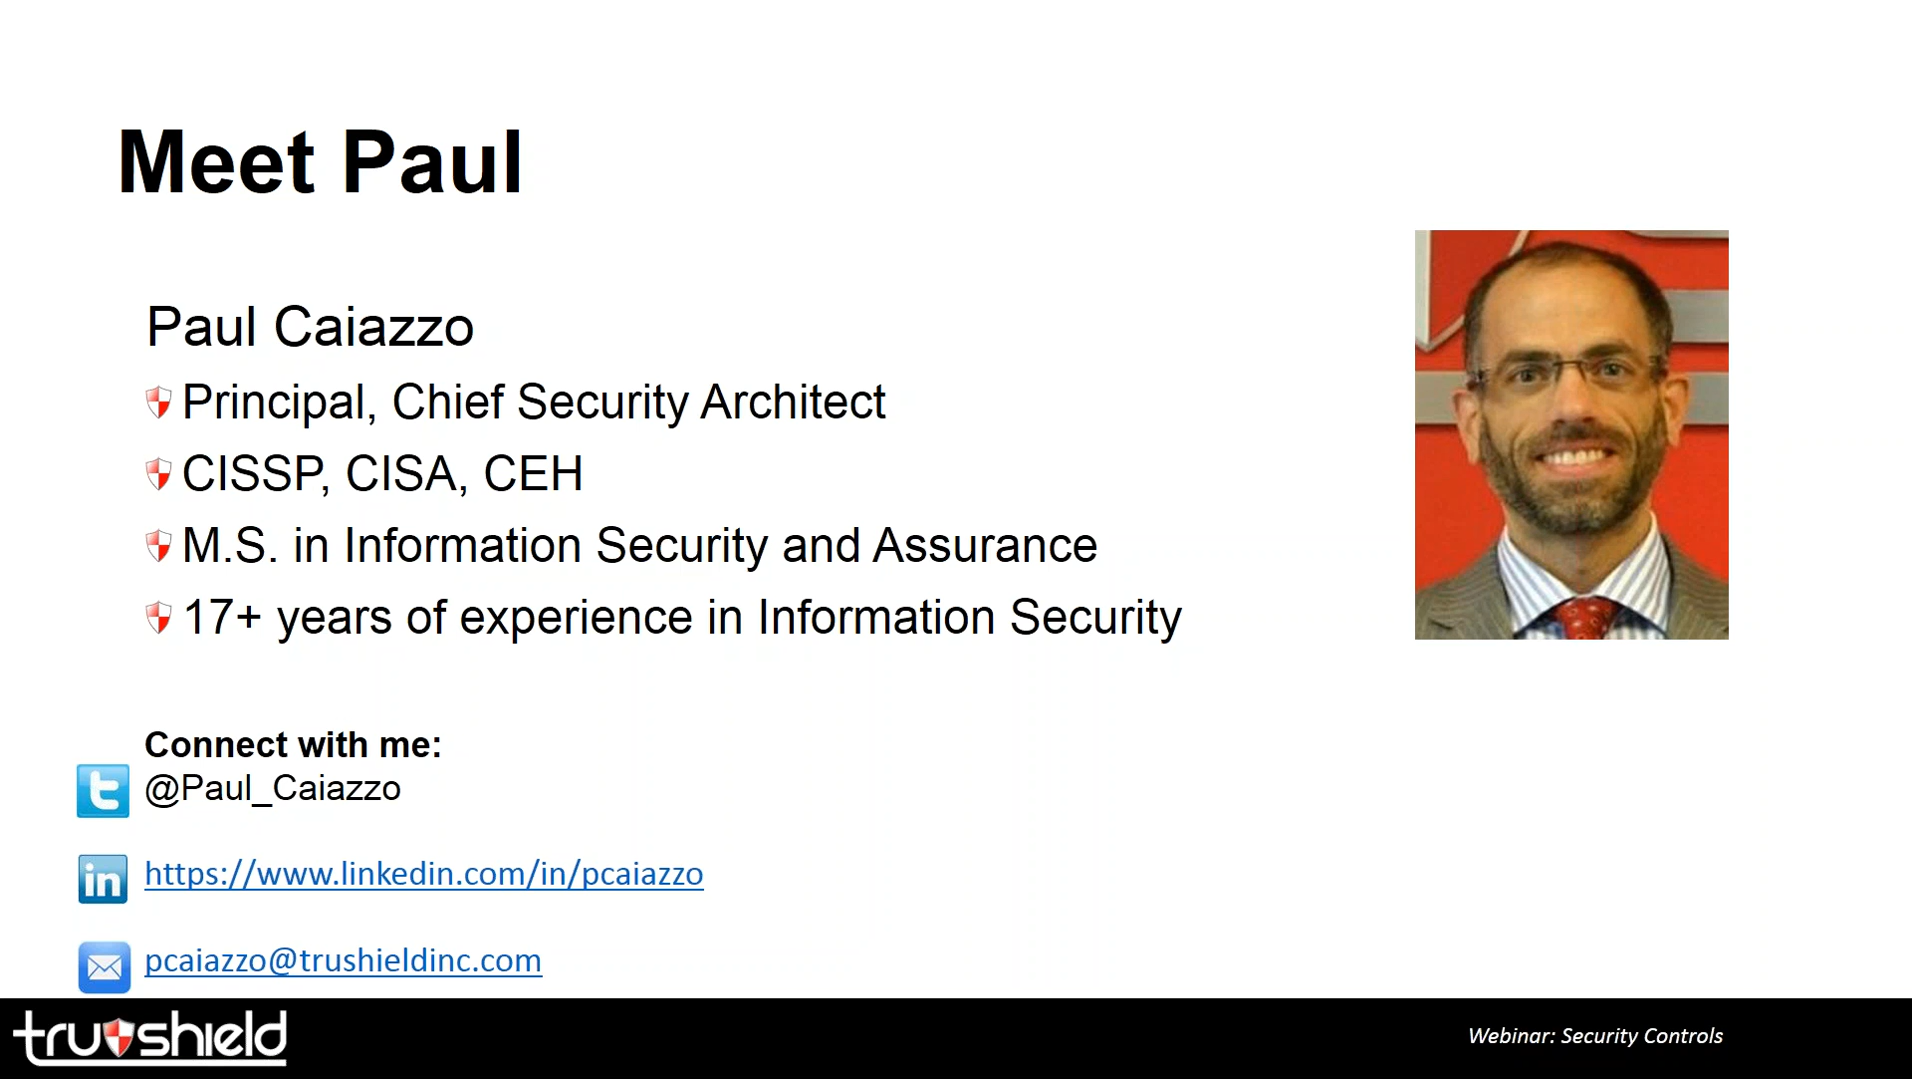 Meet Paul
Paul Caiazzo
Principal, Chief Security Architect
CISSP, CISA, CEH
M.S. in Information Security and Assurance
17+ years of experience in Information Security
Connect with me:
@Paul_Caiazzo
https://www.linkedin.com/in/pcaiazzo
pcaiazzo@trushieldinc.com
trushield
Webinar: Security Controls